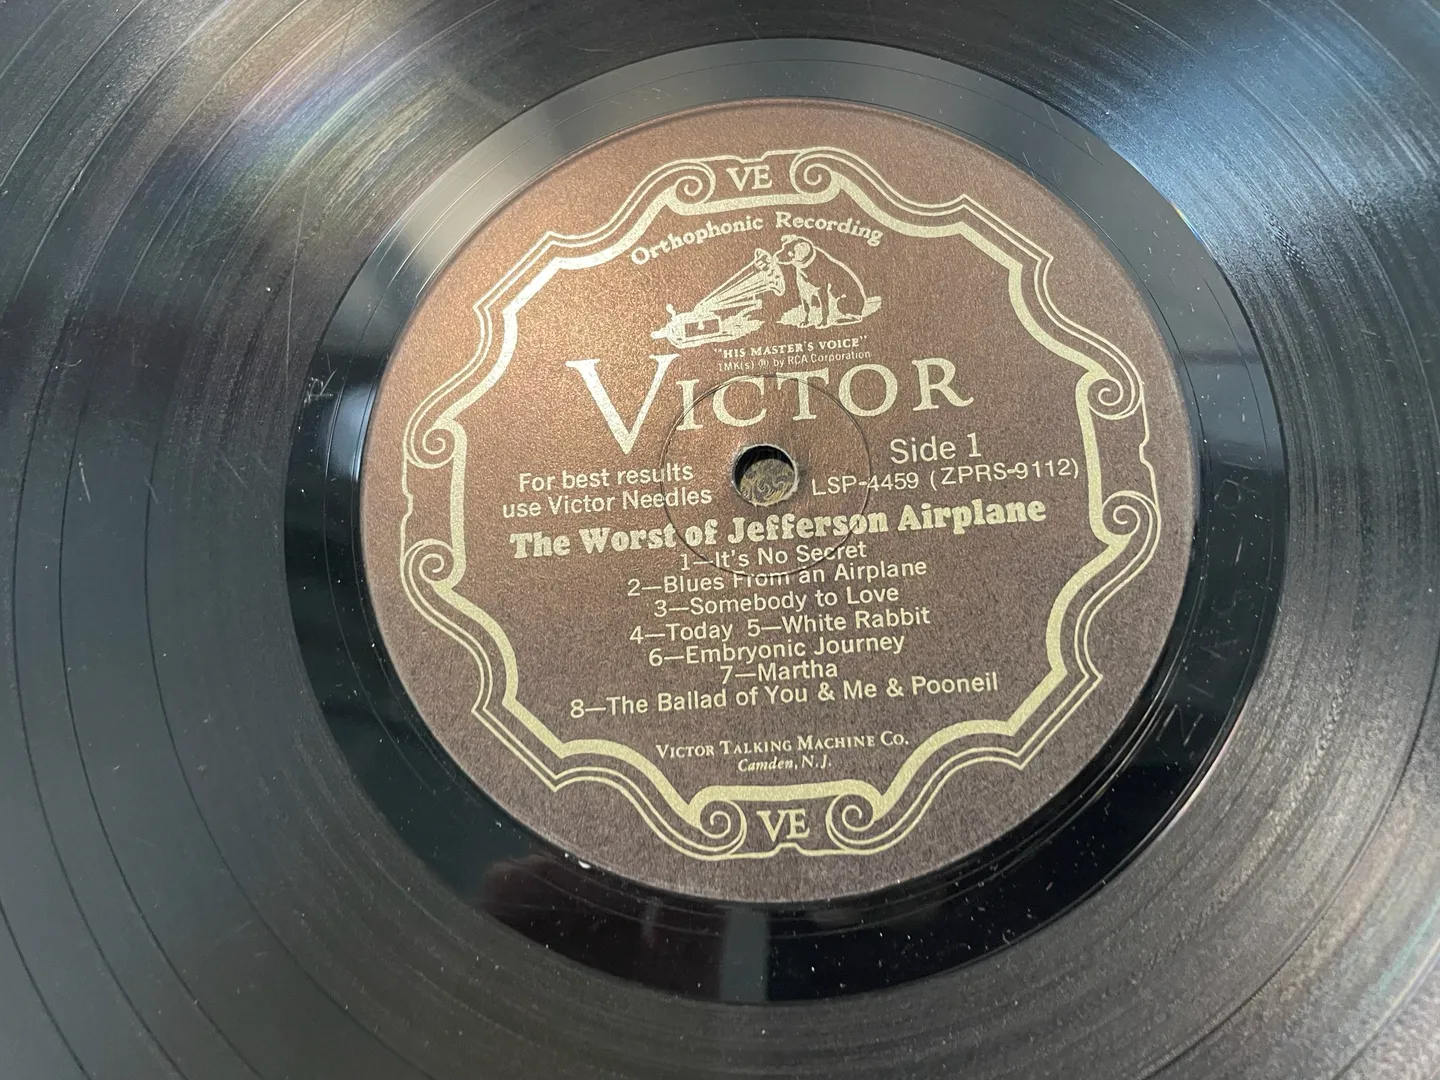 VE
Orthophonic Recording
"HIS MASTER'S VOICE"
TMK(s) ® by RCA Corporation
VICTOR
Side 1
For best results
use Victor Needles
LSP-4459 (ZPRS-9112)
The Worst of Jefferson Airplane
1—It's No Secret
2—Blues From an Airplane
3—Somebody to Love
4—Today 5—White Rabbit
6—Embryonic Journey
7—Martha
8—The Ballad of You & Me & Pooneil
VICTOR TALKING MACHINE CO.
Camden, N.J.
VE